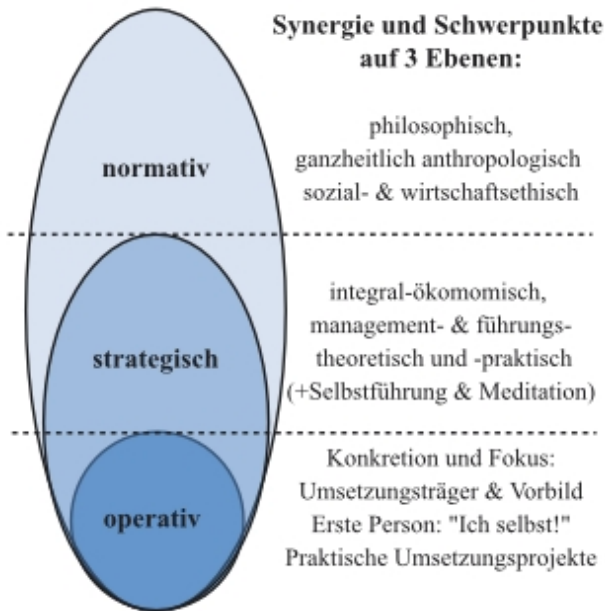 Synergie und Schwerpunkte
auf 3 Ebenen:
philosophisch,
ganzheitlich anthropologisch
sozial- & wirtschaftsethisch
normativ
integral-ökomomisch,
management- & führungs-
theoretisch und -praktisch
(+Selbstführung & Meditation)
strategisch
Konkretion und Fokus:
Umsetzungsträger & Vorbild
Erste Person: "Ich selbst!"
Praktische Umsetzungsprojekte
operativ